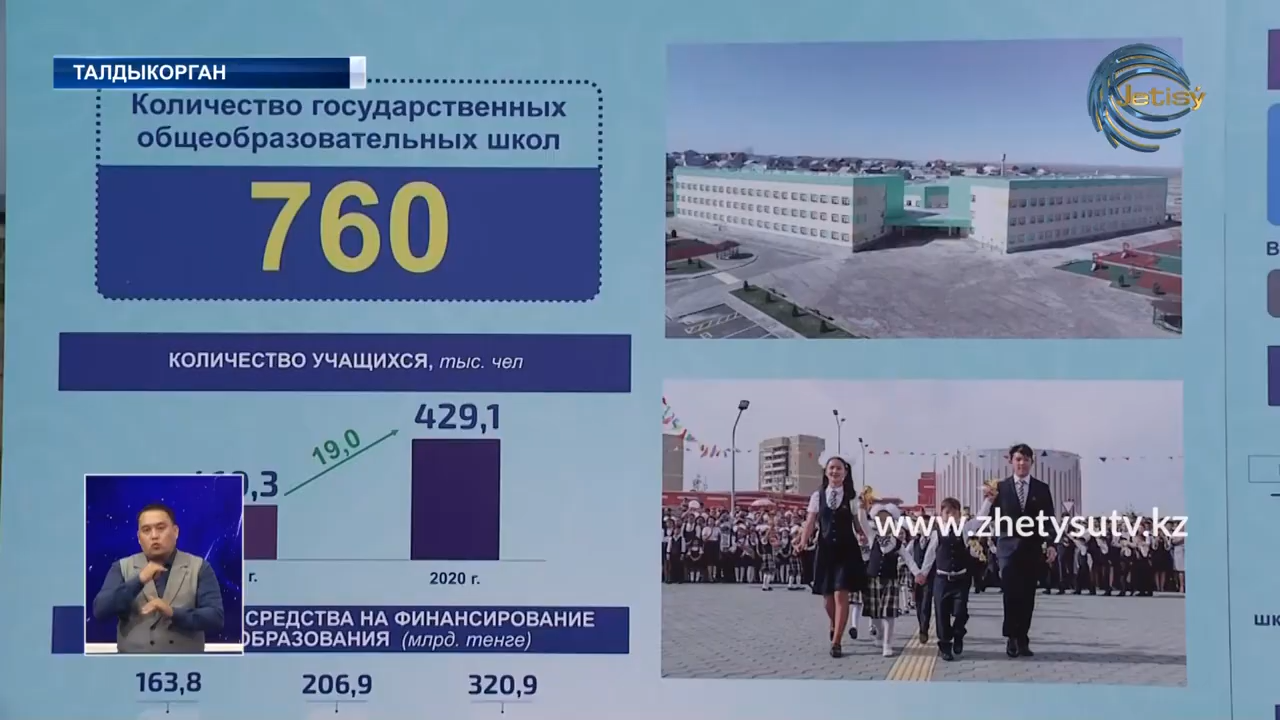 ТАЛДЫКОРГАН
Jetisý
Количество государственных
общеобразовательных школ
760
КОЛИЧЕСТВО УЧАЩИХСЯ, тыс. чел
429,1
19,0
,3
2020 г.
г.
www.zhetysutv.kz
СРЕДСТВА НА ФИНАНСИРОВАНИЕ
ОБРАЗОВАНИЯ (млрд. тенге)
163,8 206,9 320,9